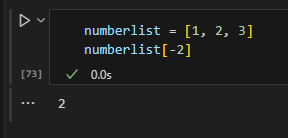 numberlist = [1, 2, 3]
numberlist[-2]
[73]
0.0s
2